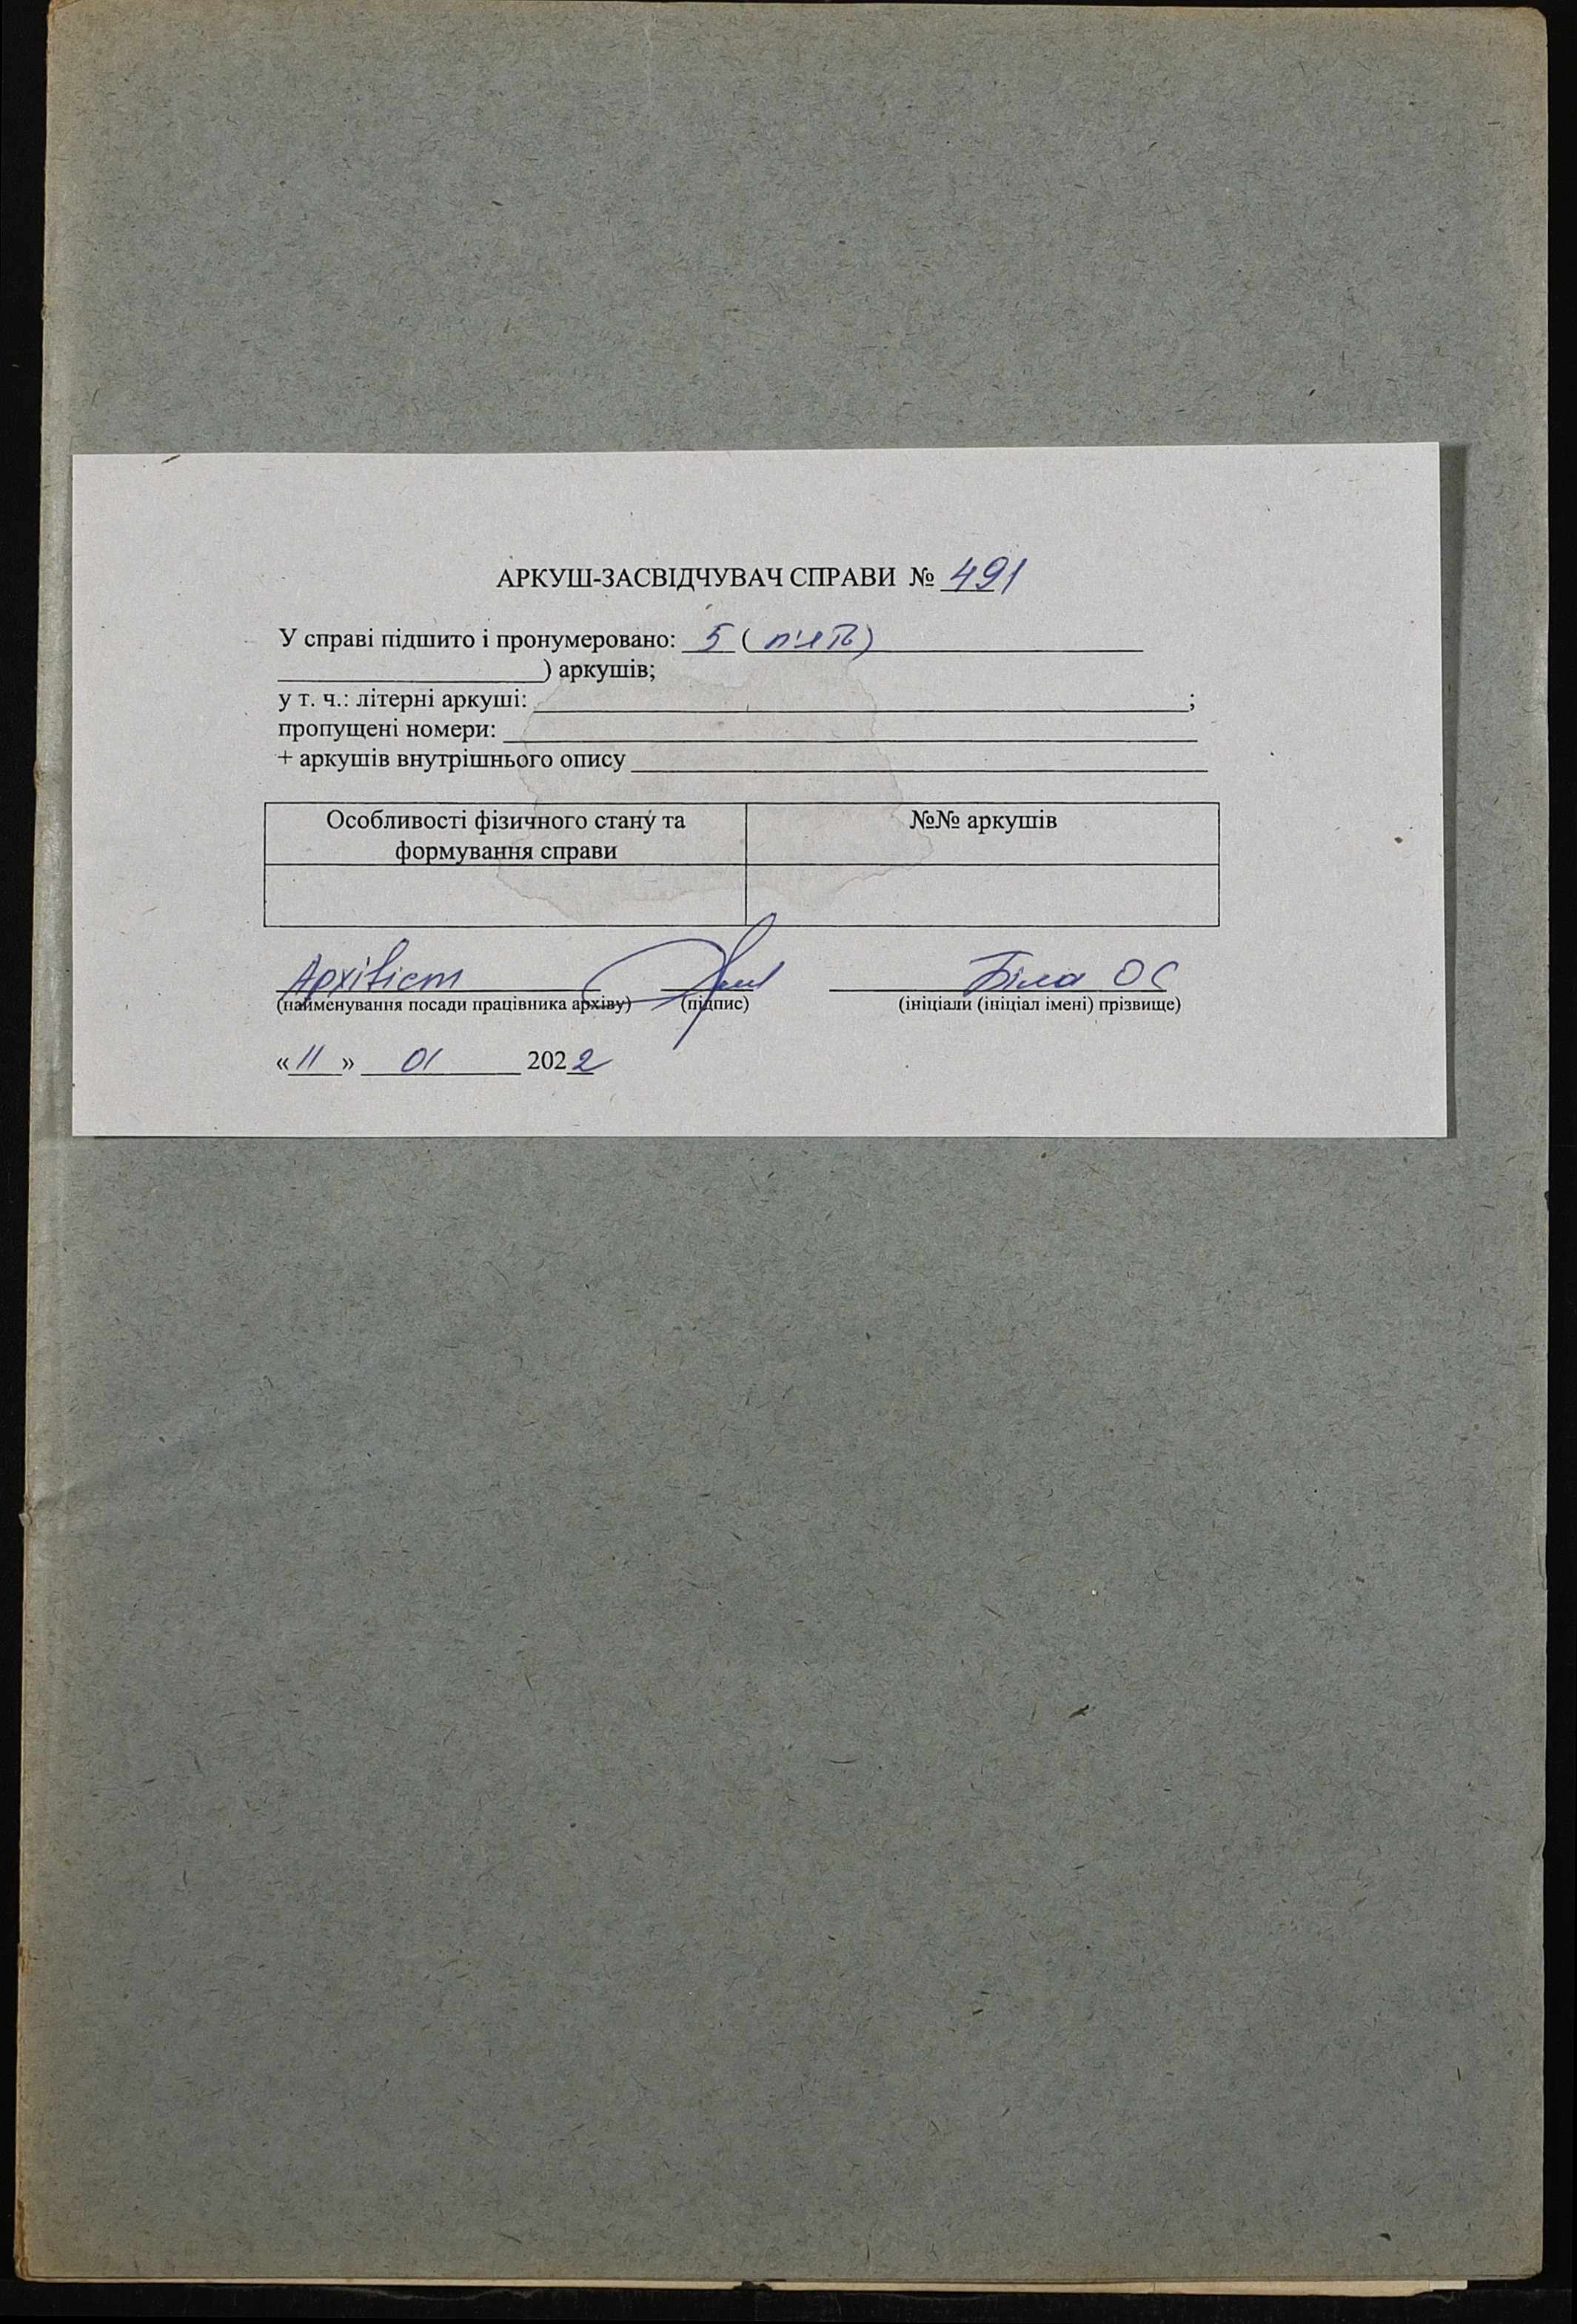 АРКУШ-ЗАСВІДЧУВАЧ СПРАВИ № 491
У справі підшито і пронумеровано: 5 ( п'ять)
) аркушів;
у т. ч.: літерні аркуші: ;
пропущені номери:
+ аркушів внутрішнього опису
Особливості фізичного стану та формування справи
№№ аркушів
Архівіст Біла ОС
(найменування посади працівника архіву) (підпис) (ініціали (ініціал імені) прізвище)
«11» 01 2022